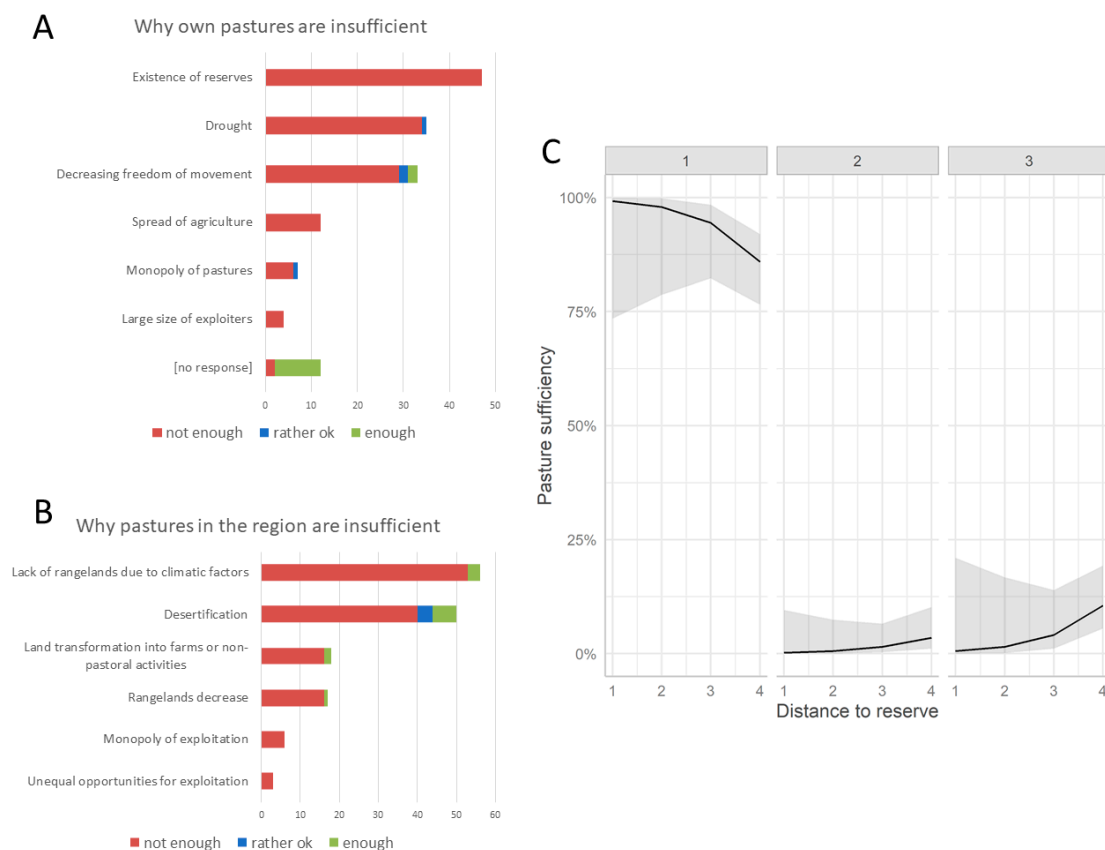 A
Why own pastures are insufficient
Existence of reserves
Drought
Decreasing freedom of movement
Spread of agriculture
Monopoly of pastures
Large size of exploiters
[no response]
0 10 20 30 40 50
not enough rather ok enough
B
Why pastures in the region are insufficient
Lack of rangelands due to climatic factors
Desertification
Land transformation into farms or non-
pastoral activities
Rangelands decrease
Monopoly of exploitation
Unequal opportunities for exploitation
0 10 20 30 40 50 60
not enough rather ok enough
C
1 2 3
100%
75%
50%
25%
0%
Pasture sufficiency
1 2 3 4 1 2 3 4 1 2 3 4
Distance to reserve